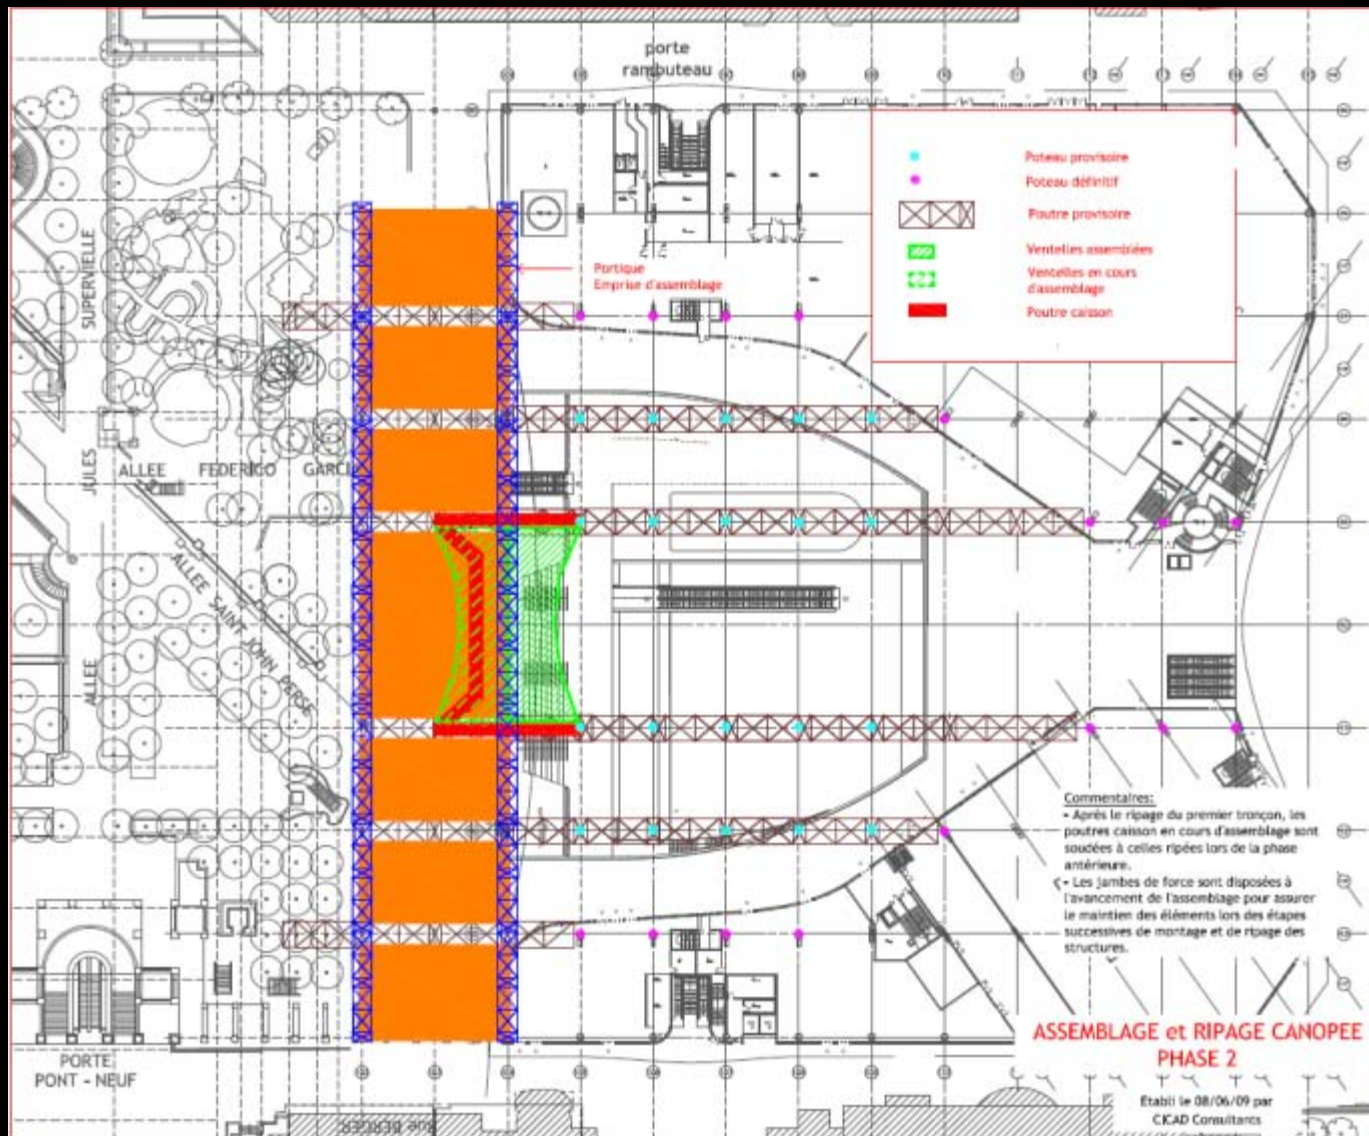 porte
rambuteau
Poteau provisoire
Poteau définitif
Poutre provisoire
Ventelles assemblées
Ventelles en cours
d'assemblage
Poutre caisson
Portique
Emprise d'assemblage
SUPERVIELLE
JULES
ALLEE
ALLEE FEDERICO GARCI
ALLEE SAINT JOHN PERSE
Commentaires:
- Après le ripage du premier tronçon, les
poutres caisson en cours d'assemblage sont
soudées à celles ripées lors de la phase
antérieure.
- Les jambes de force sont disposées à
l'avancement de l'assemblage pour assurer
le maintien des éléments lors des étapes
successives de montage et de ripage des
structures.
ASSEMBLAGE et RIPAGE CANOPEE
PHASE 2
Etabli le 08/06/09 par
CICAD Consultants
PORTE
PONT - NEUF
RUE BERGER